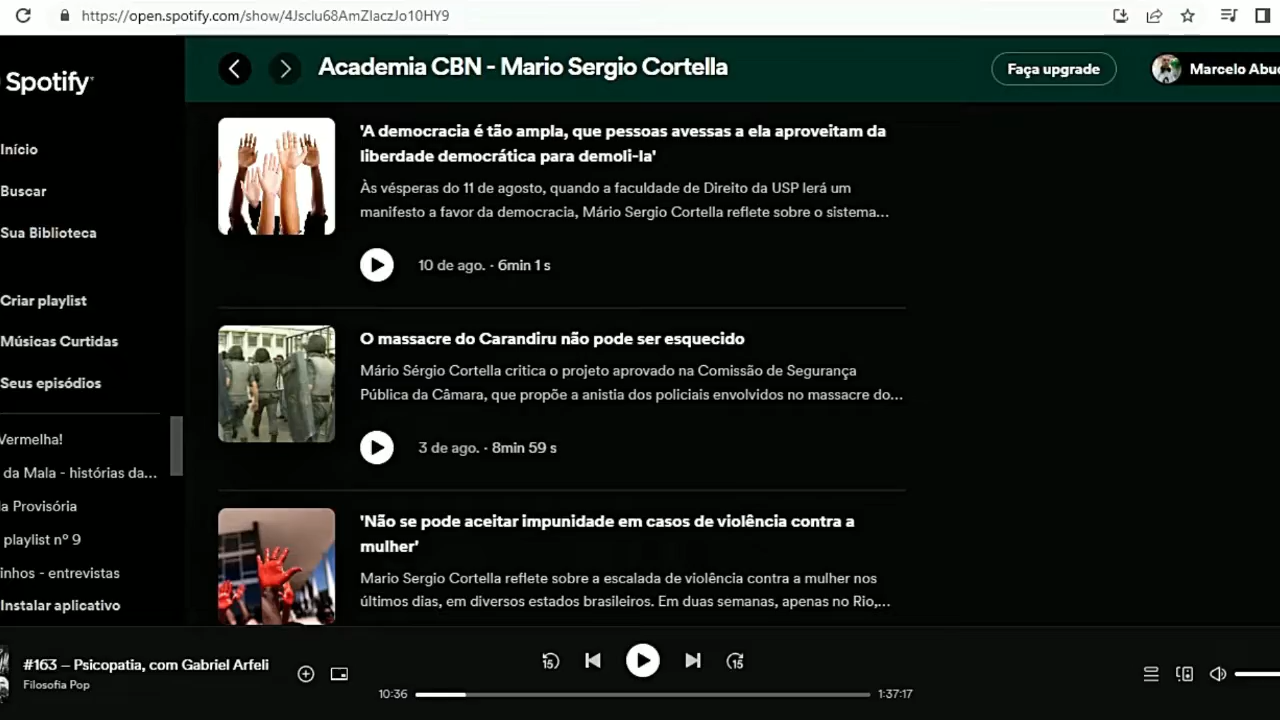 https://open.spotify.com/show/4Jsclu68AmZIaczJo10HY9
Spotify
Academia CBN - Mario Sergio Cortella
Faça upgrade
Marcelo
Início
Buscar
Sua Biblioteca
Criar playlist
Músicas Curtidas
Seus episódios
Vermelha!
da Mala - histórias da...
Provisória
playlist nº 9
entrevistas
Instalar aplicativo
'A democracia é tão ampla, que pessoas avessas a ela aproveitam da
liberdade democrática para demoli-la'
Às vésperas do 11 de agosto, quando a faculdade de Direito da USP lerá um
manifesto a favor da democracia, Mário Sergio Cortella reflete sobre o sistema...
10 de ago. · 6min 1 s
O massacre do Carandiru não pode ser esquecido
Mário Sérgio Cortella critica o projeto aprovado na Comissão de Segurança
Pública da Câmara, que propõe a anistia dos policiais envolvidos no massacre do...
3 de ago. · 8min 59 s
'Não se pode aceitar impunidade em casos de violência contra a
mulher'
Mario Sergio Cortella reflete sobre a escalada de violência contra a mulher nos
últimos dias, em diversos estados brasileiros. Em duas semanas, apenas no Rio,...
#163 – Psicopatia, com Gabriel Arfeli
Filosofia Pop
15
15
10:36
1:37:17